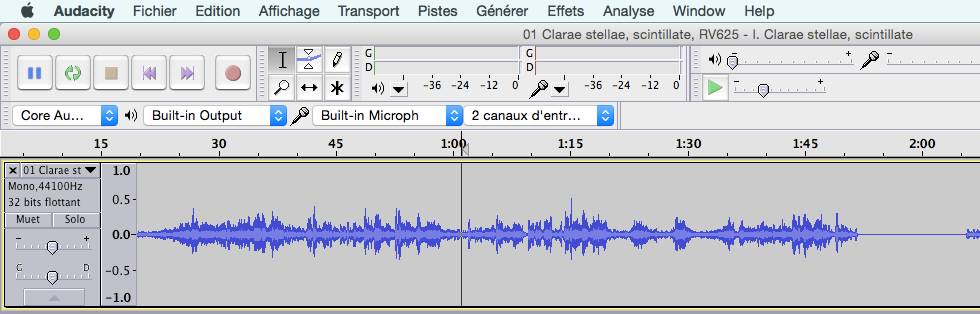 Audacity Fichier Edition Affichage Transport Pistes Générer Effets Analyse Window Help
01 Clarae stellae, scintillate, RV625 - I. Clarae stellae, scintillate
G
D
-36 -24 -12 0
G
D
-36 -24 -12 0
- +
-
- +
Core Au... Built-in Output Built-in Microph 2 canaux d'entr...
15 30 45 1:00 1:15 1:30 1:45 2:00
01 Clarae st
Mono,44100Hz
32 bits flottant
Muet Solo
- +
G D
1.0
0.5-
0.0-
-0.5-
-1.0